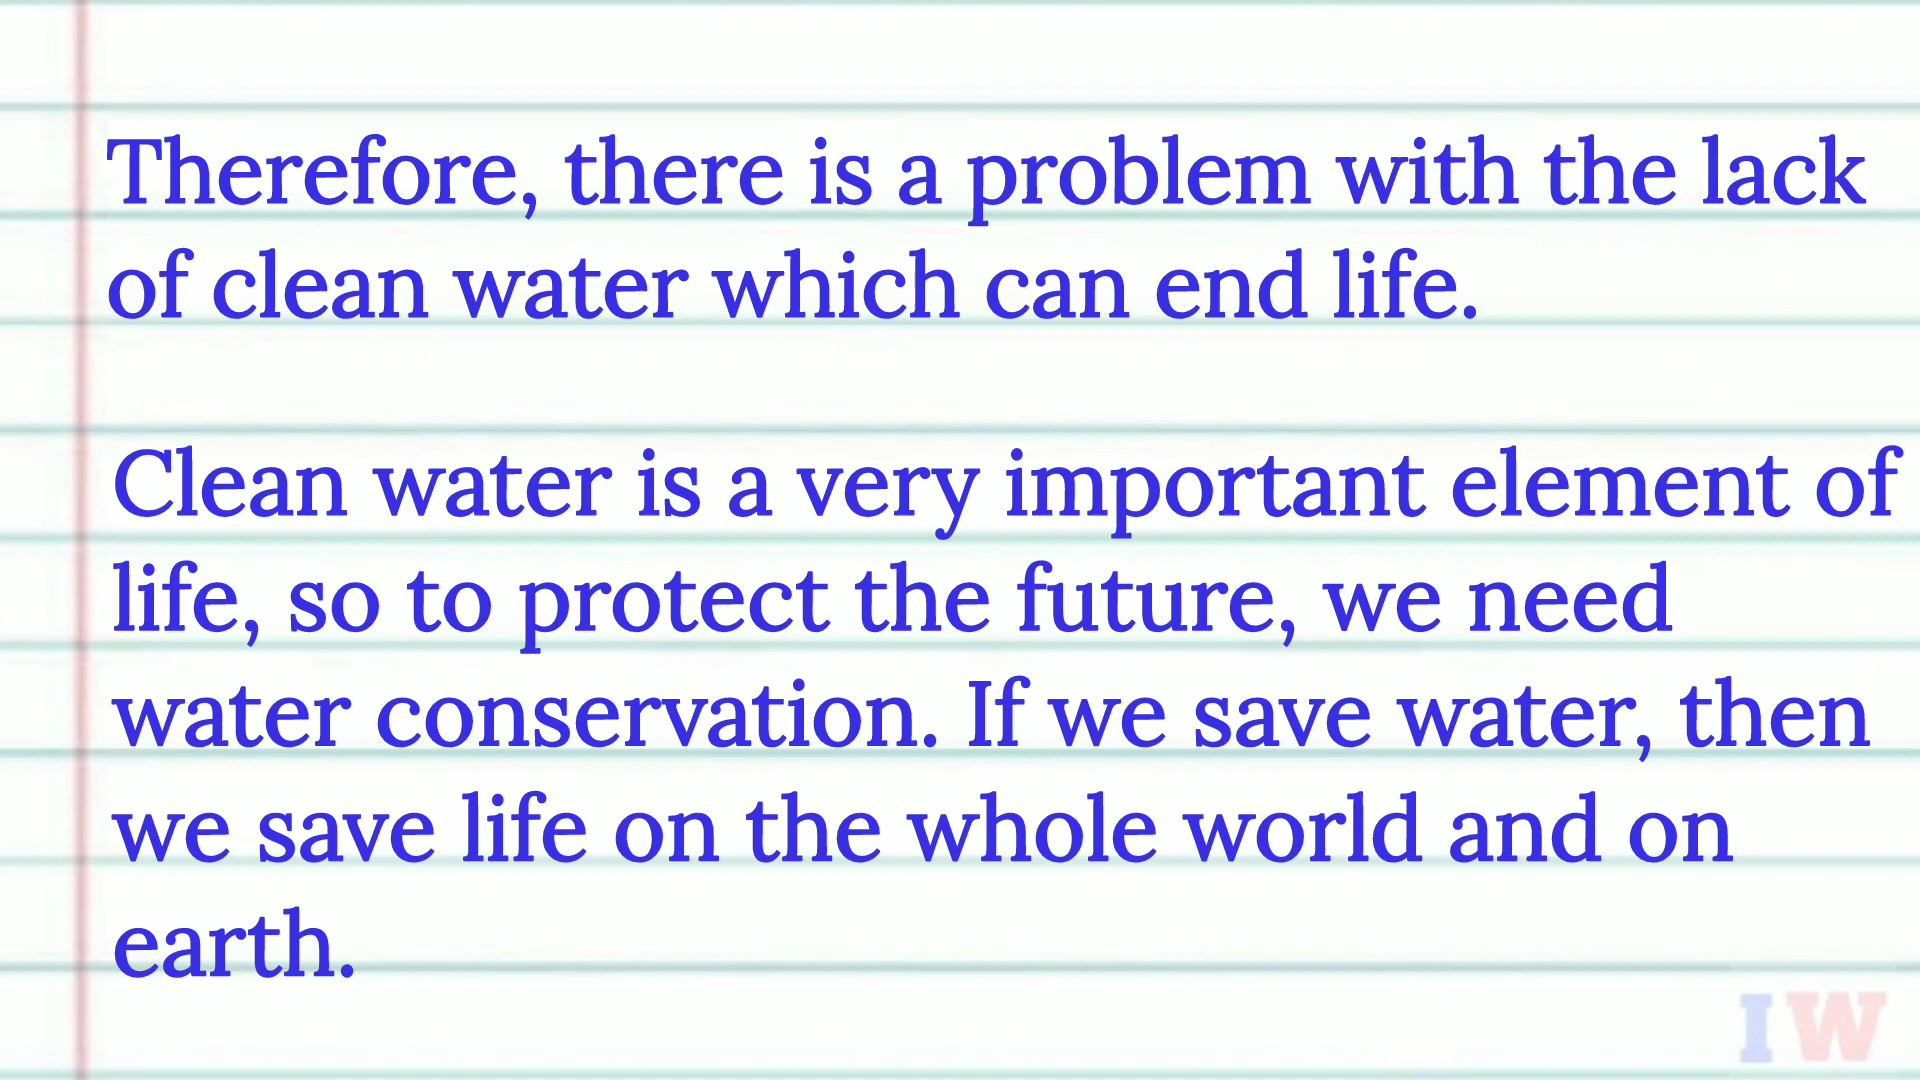 Therefore, there is a problem with the lack
of clean water which can end life.
Clean water is a very important element of
life, so to protect the future, we need
water conservation. If we save water, then
we save life on the whole world and on
earth.
IW